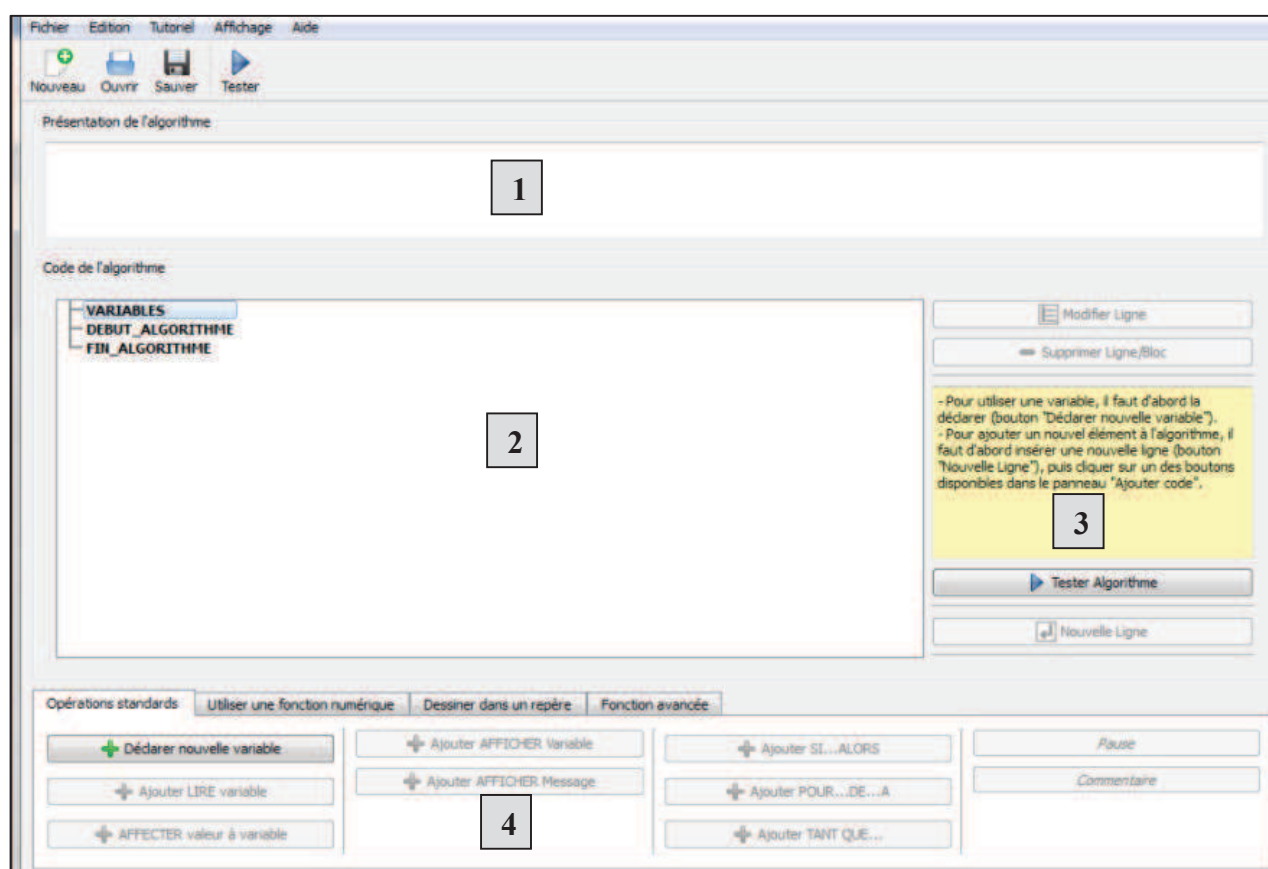 Fichier Edition Tutoriel Affichage Aide
Nouveau Ouvrir Sauver Tester
Présentation de l'algorithme
1
Code de l'algorithme
VARIABLES
DEBUT_ALGORITHME
FIN_ALGORITHME
2
Modifier Ligne
Supprimer Ligne/Bloc
-Pour utiliser une variable, il faut d'abord la
déclarer (bouton "Déclarer nouvelle variable").
-Pour ajouter un nouvel élément à l'algorithme, il
faut d'abord insérer une nouvelle ligne (bouton
"Nouvelle Ligne"), puis cliquer sur un des boutons
disponibles dans le panneau "Ajouter code".
3
Tester Algorithme
Nouvelle Ligne
Opérations standards Utiliser une fonction numérique Dessiner dans un repère Fonction avancée
Déclarer nouvelle variable
Ajouter LIRE variable
AFFECTER valeur à variable
Ajouter AFFICHER Variable
Ajouter AFFICHER Message
4
Ajouter SI...ALORS
Ajouter POUR...DE...A
Ajouter TANT QUE...
Pause
Commentaire